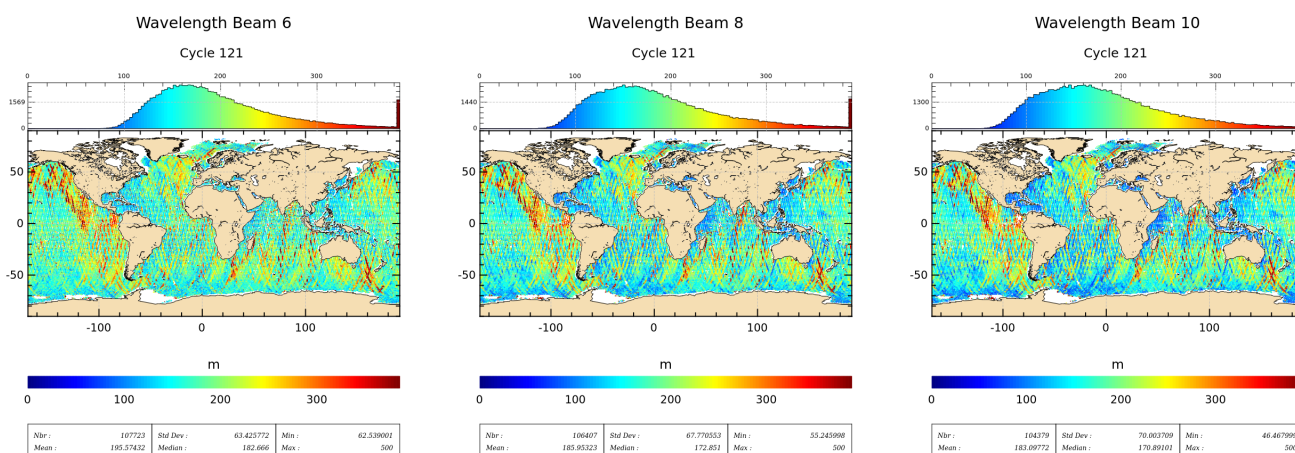 Wavelength Beam 6
Cycle 121
0 100 200 300
1569
0
50
0
-50
-100 0 100
m
0 100 200 300
Nbr : 107723 Std Dev : 63.425772 Min : 62.539001
Mean : 195.57432 Median : 182.666 Max : 500
Wavelength Beam 8
Cycle 121
0 100 200 300
1440
0
50
0
-50
-100 0 100
m
0 100 200 300
Nbr : 106407 Std Dev : 67.770553 Min : 55.245998
Mean : 185.95323 Median : 172.851 Max : 500
Wavelength Beam 10
Cycle 121
0 100 200 300
1300
0
50
0
-50
-100 0 100
m
0 100 200 300
Nbr : 104379 Std Dev : 70.003709 Min : 46.467999
Mean : 183.09772 Median : 170.89101 Max : 500